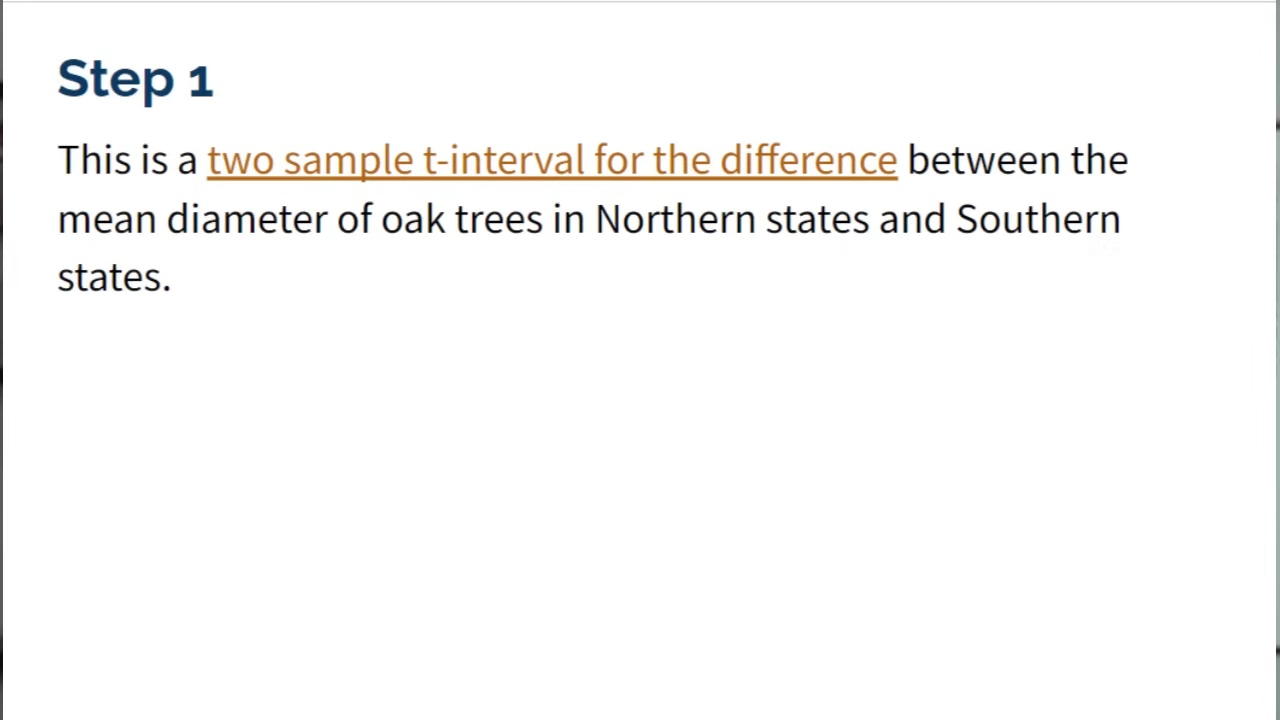 Step 1
This is a two sample t-interval for the difference between the
mean diameter of oak trees in Northern states and Southern
states.